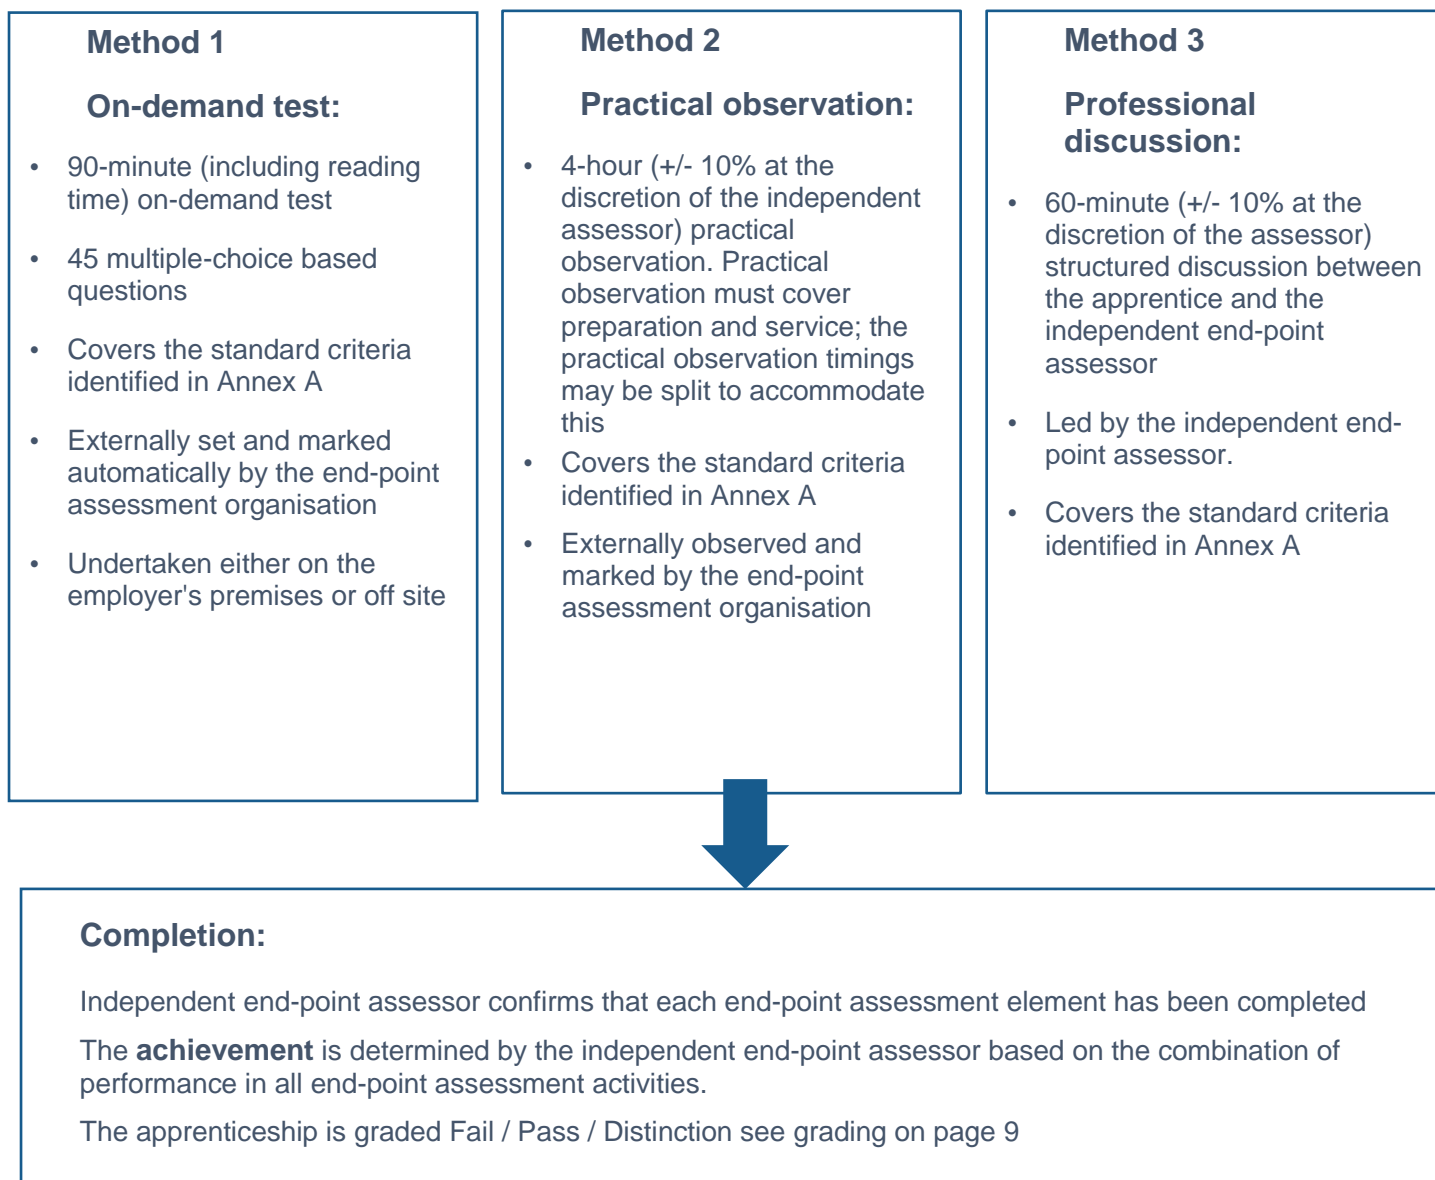 Method 1
On-demand test:
• 90-minute (including reading
time) on-demand test
• 45 multiple-choice based
questions
• Covers the standard criteria
identified in Annex A
• Externally set and marked
automatically by the end-point
assessment organisation
• Undertaken either on the
employer's premises or off site
Method 2
Practical observation:
• 4-hour (+/- 10% at the
discretion of the independent
assessor) practical
observation. Practical
observation must cover
preparation and service; the
practical observation timings
may be split to accommodate
this
• Covers the standard criteria
identified in Annex A
• Externally observed and
marked by the end-point
assessment organisation
Method 3
Professional
discussion:
• 60-minute (+/- 10% at the
discretion of the assessor)
structured discussion between
the apprentice and the
independent end-point
assessor
• Led by the independent end-
point assessor.
• Covers the standard criteria
identified in Annex A
Completion:
Independent end-point assessor confirms that each end-point assessment element has been completed
The achievement is determined by the independent end-point assessor based on the combination of
performance in all end-point assessment activities.
The apprenticeship is graded Fail / Pass / Distinction see grading on page 9